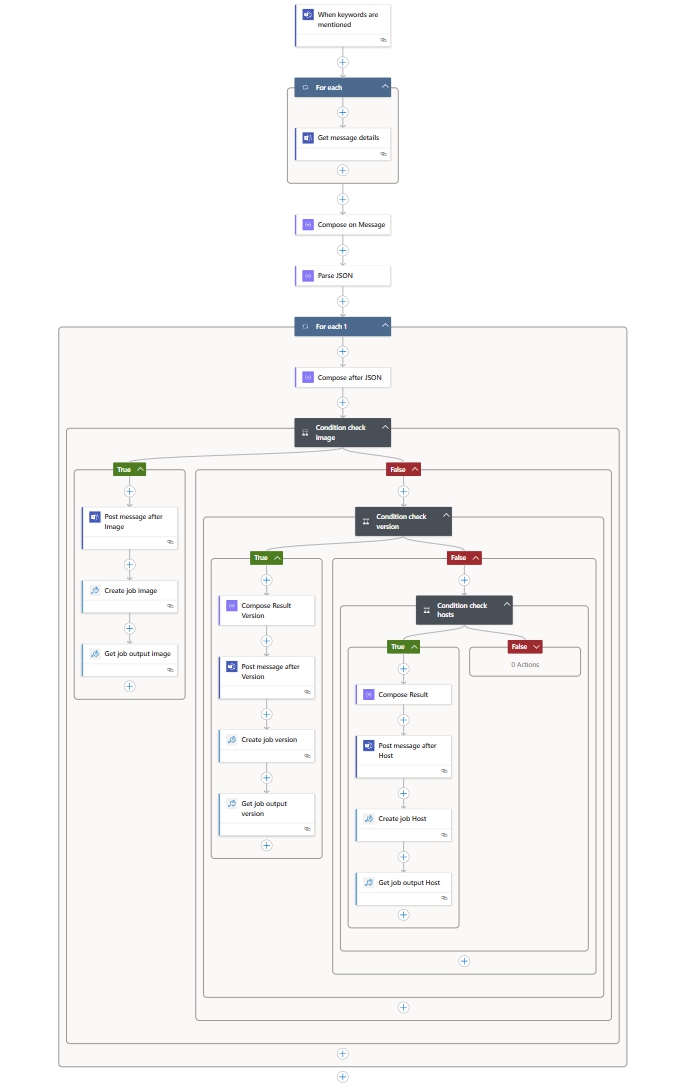 When keywords are
mentioned
For each
Get message details
Compose on Message
Parse JSON
For each 1
Compose after JSON
Condition check
image
True
False
Post message after
Image
Create job image
Get job output image
Condition check
version
True
False
Compose Result
Version
Post message after
Version
Create job version
Get job output
version
Condition check
hosts
True
False
0 Actions
Compose Result
Post message after
Host
Create job Host
Get job output Host